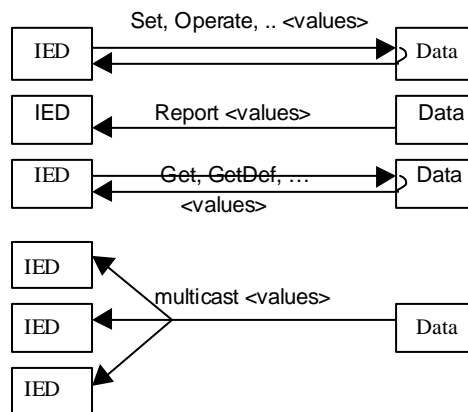 Set, Operate, .. <values>
IED
Data
IED
Report <values>
Data
IED
Get, GetDef, ...
Data
<values>
IED
multicast <values>
IED
Data
IED